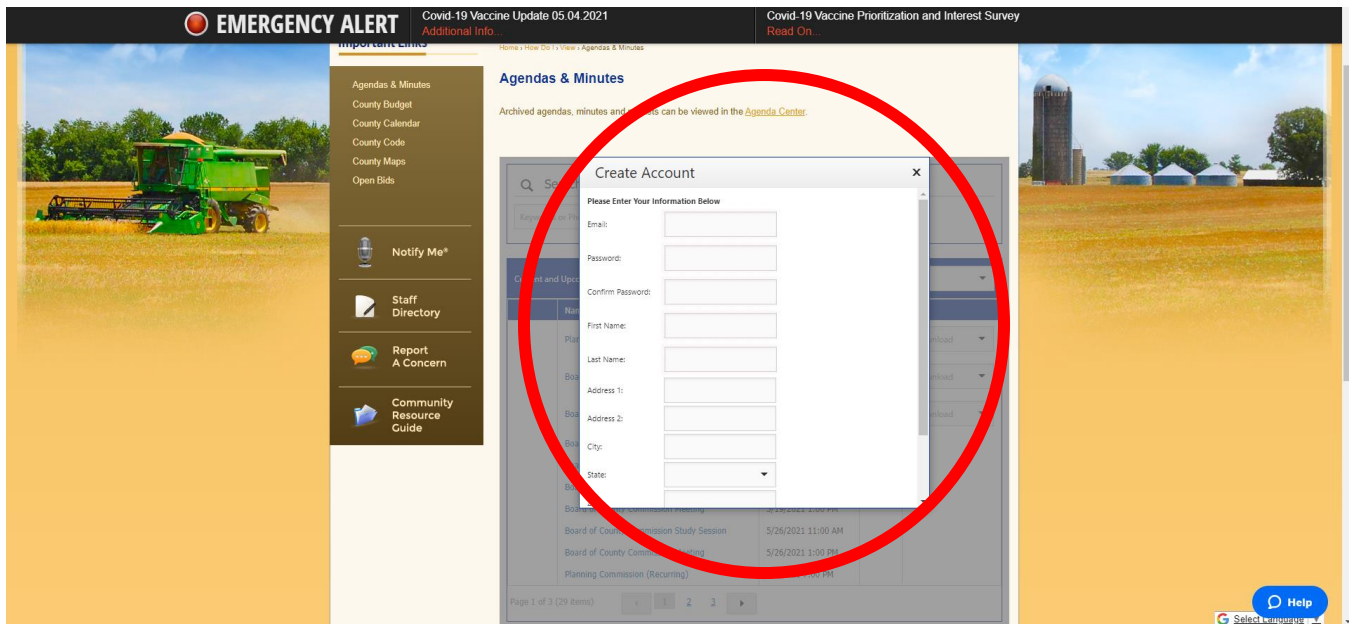 EMERGENCY ALERT
Covid-19 Vaccine Update 05.04.2021
Additional Info...
Covid-19 Vaccine Prioritization and Interest Survey
Read On...
Important Links
Agendas & Minutes
County Budget
County Calendar
County Code
County Maps
Open Bids
Notify Me®
Staff
Directory
Report
A Concern
Community
Resource
Guide
Home › How Do I › View › Agendas & Minutes
Agendas & Minutes
Archived agendas, minutes and can be viewed in the Agenda Center.
Create Account
x
Please Enter Your Information Below
Email:
Password:
Confirm Password:
First Name:
Last Name:
Address 1:
Address 2:
City:
State:
Board of County Commission Study Session 5/26/2021 11:00 AM
Board of County Meeting 5/26/2021 1:00 PM
Planning Commission (Recurring)
Page 1 of 3 (29 items) 1 2 3
Help
Select Language